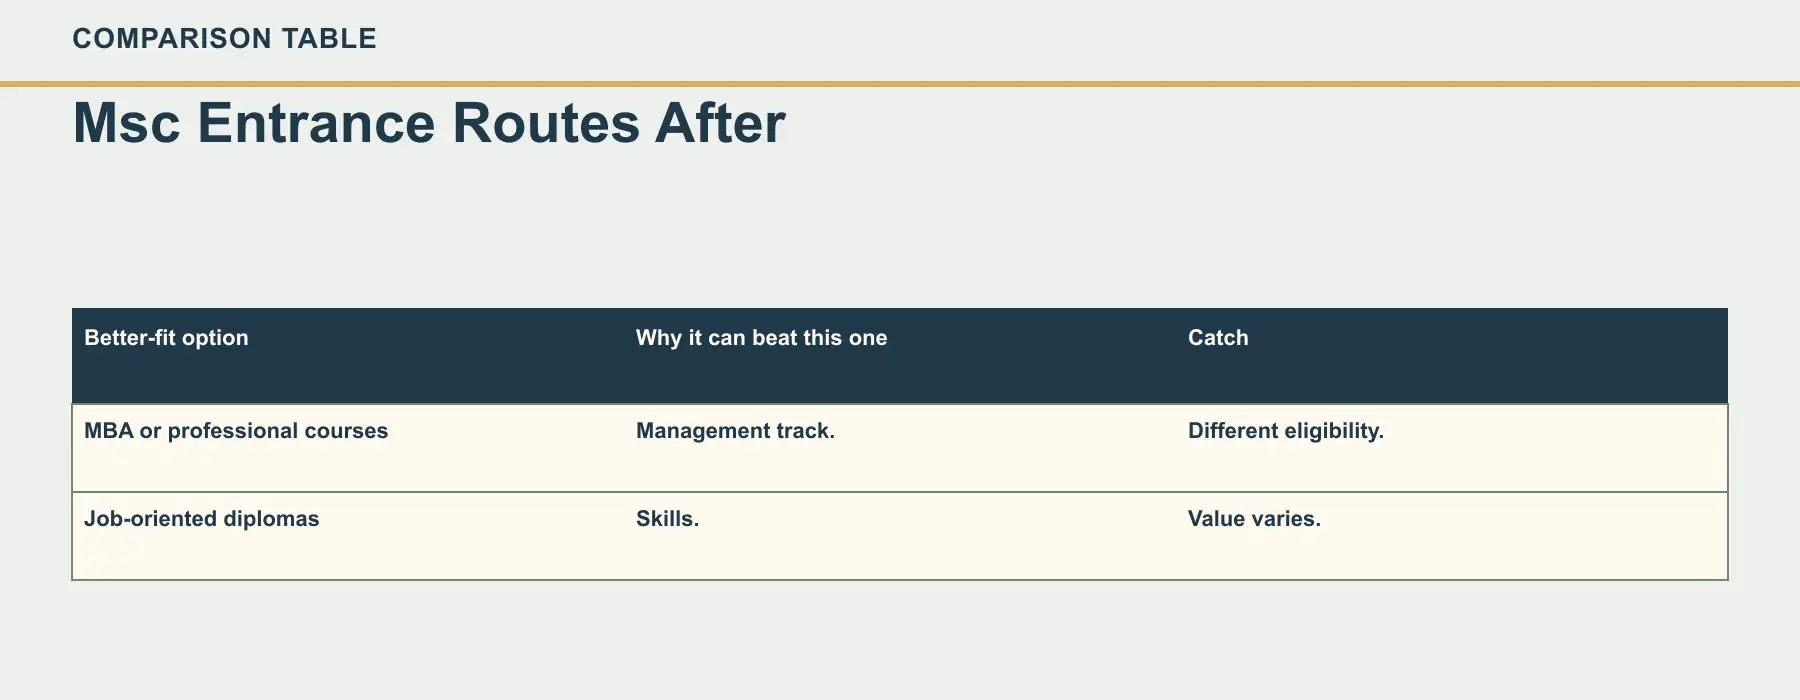 COMPARISON TABLE
Msc Entrance Routes After
Better-fit option Why it can beat this one Catch
MBA or professional courses Management track. Different eligibility.
Job-oriented diplomas Skills. Value varies.